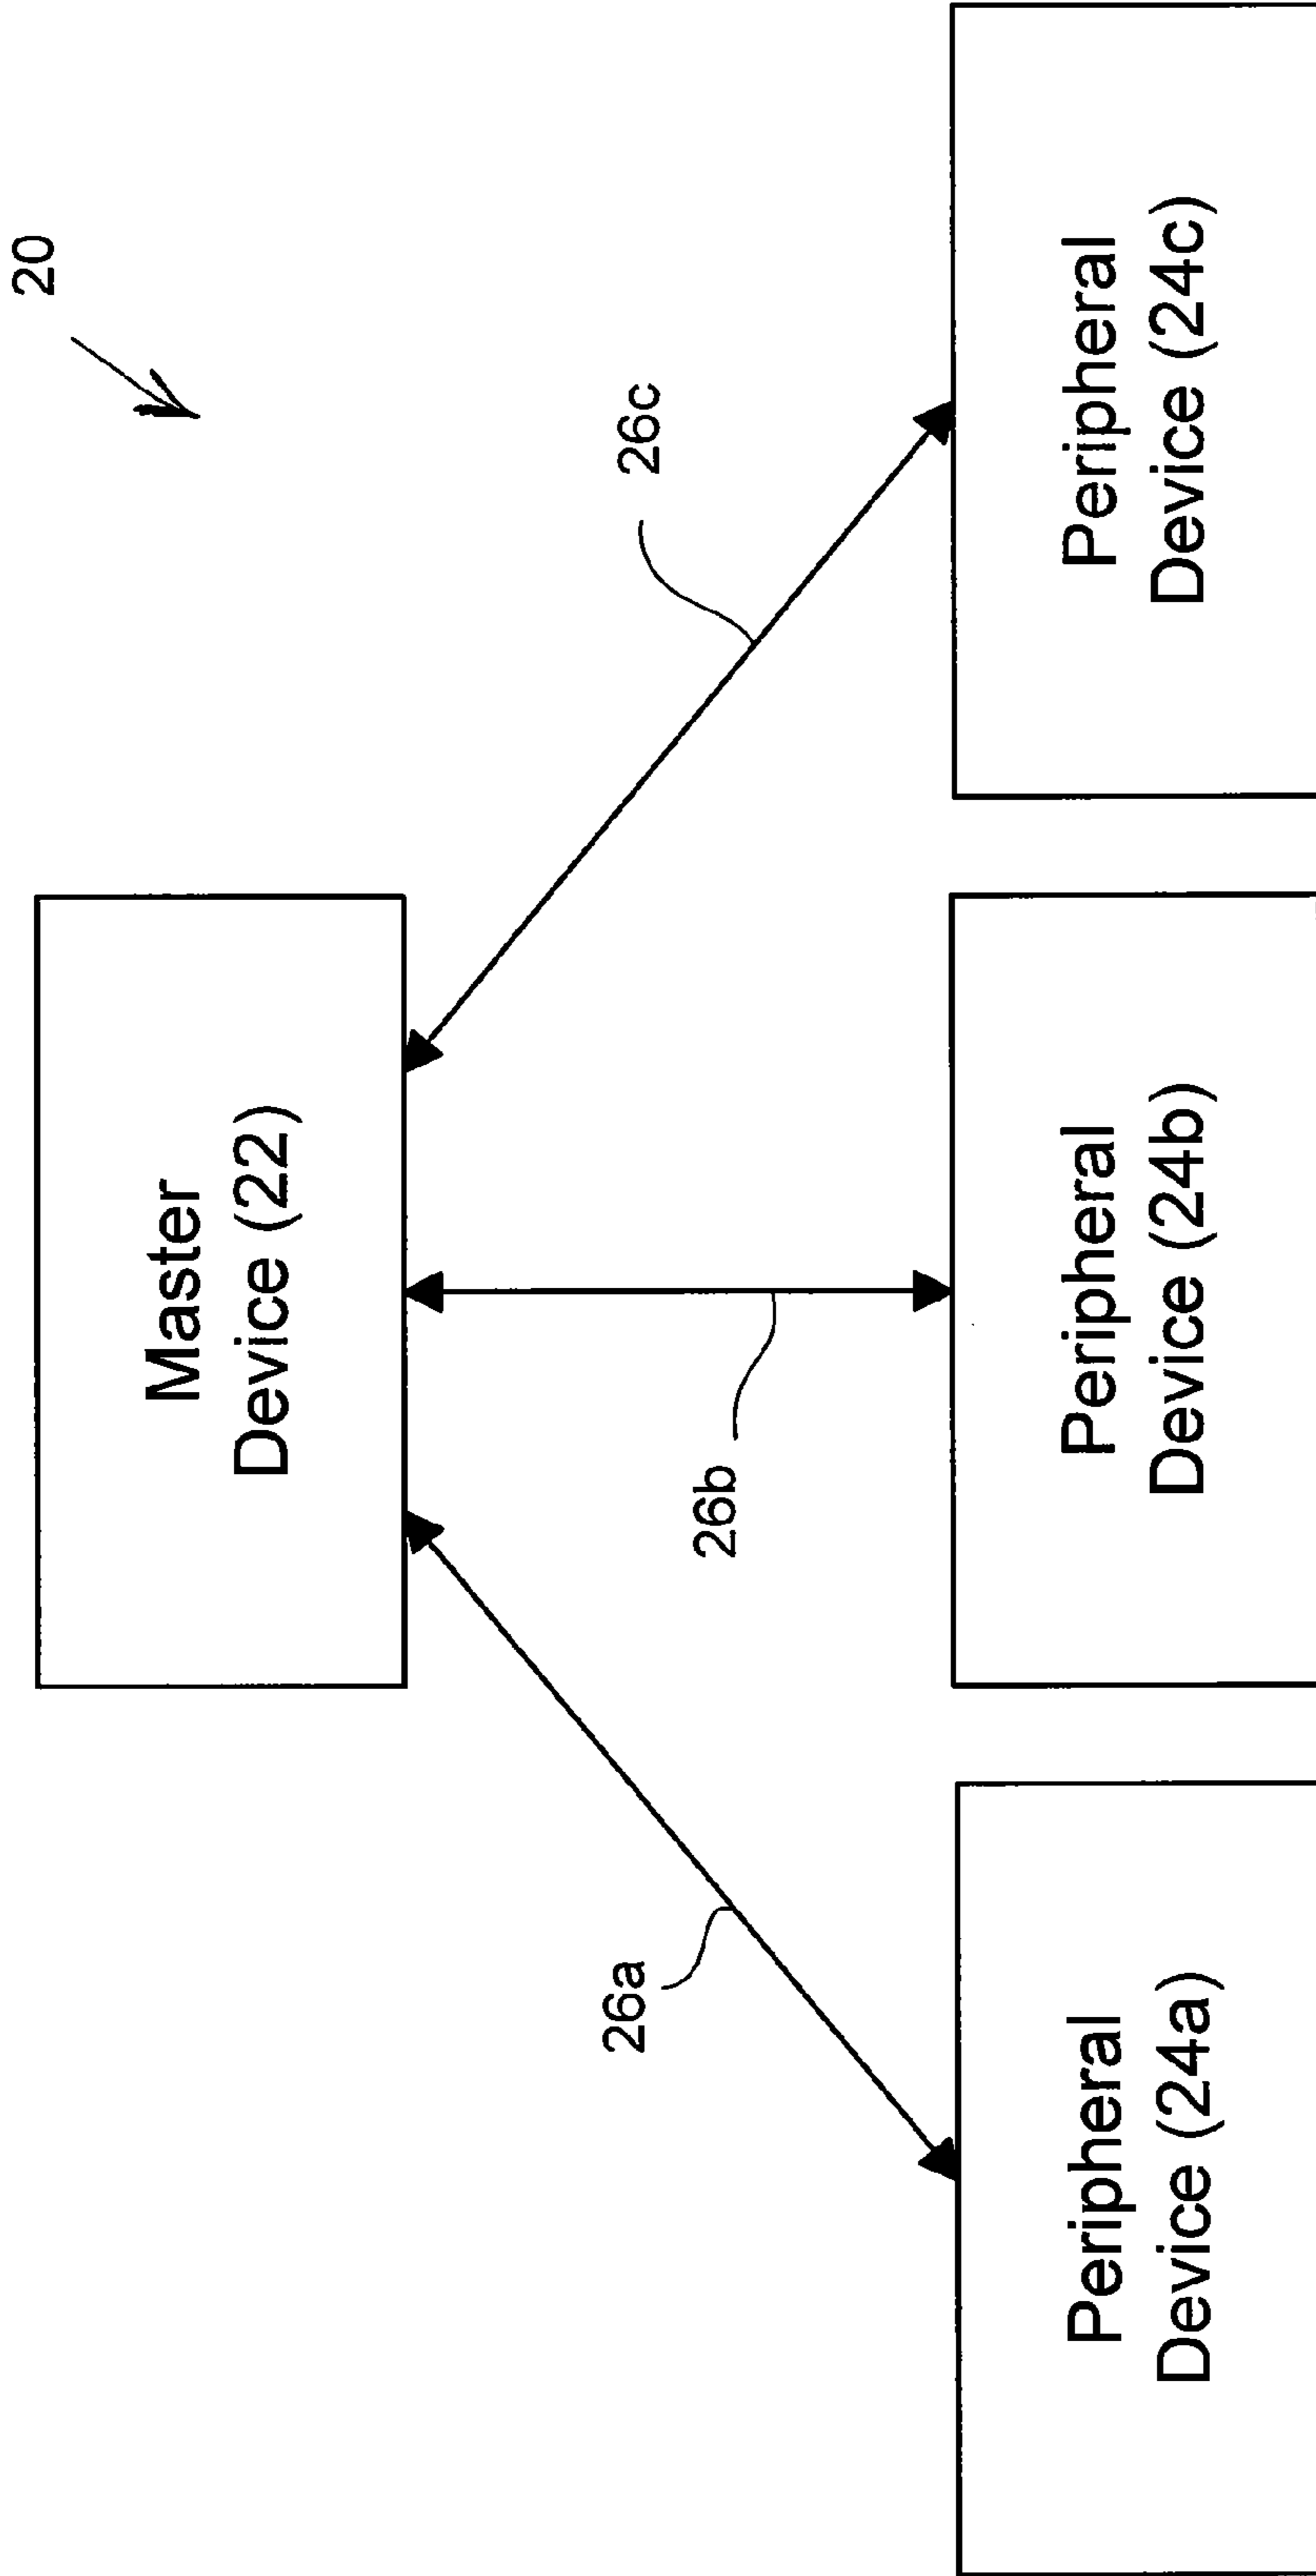 20
Master
Device (22)
26a
26b
26c
Peripheral
Device (24a)
Peripheral
Device (24b)
Peripheral
Device (24c)